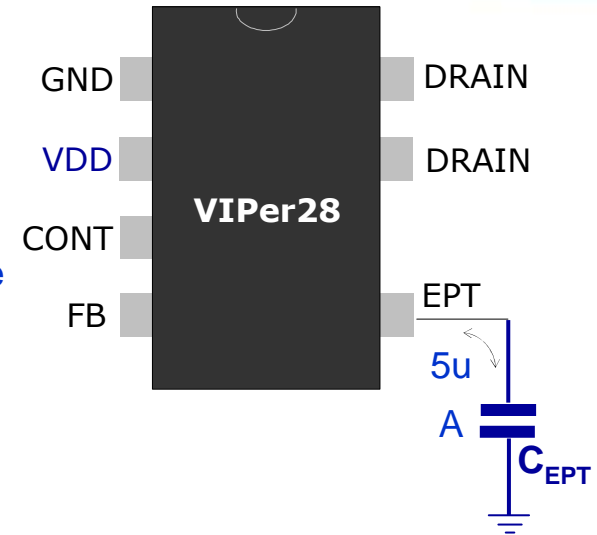 GND
DRAIN
VDD
DRAIN
VIPer28
CONT
e
FB
EPT
5u
A
CEPT